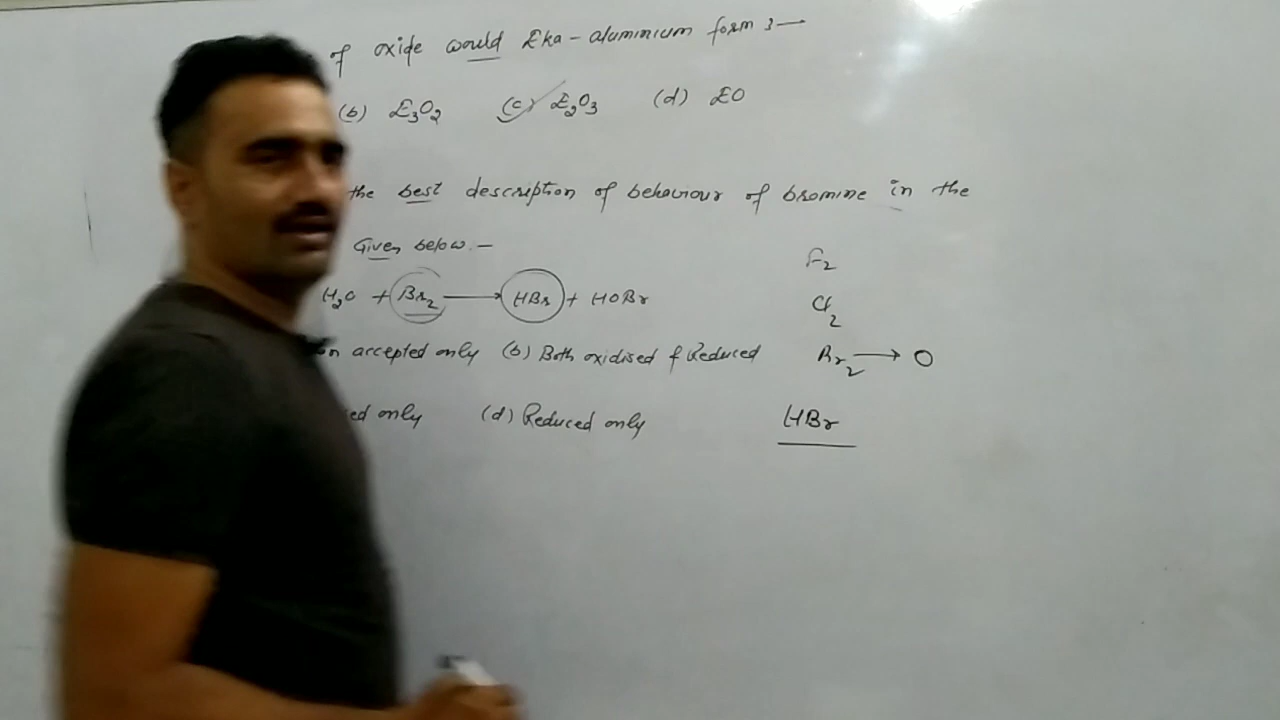 of oxide would Eka-aluminium form :—
(b) E₃O₂ (c) E₂O₃ (d) EO
the best description of behaviour of bromine in the
Given below.—
H₂O + Br₂ → HBr + HOBr
accepted only (b) Both oxidised & Reduced
ed only (d) Reduced only
F₂
Cl₂
Br₂ → O
HBr